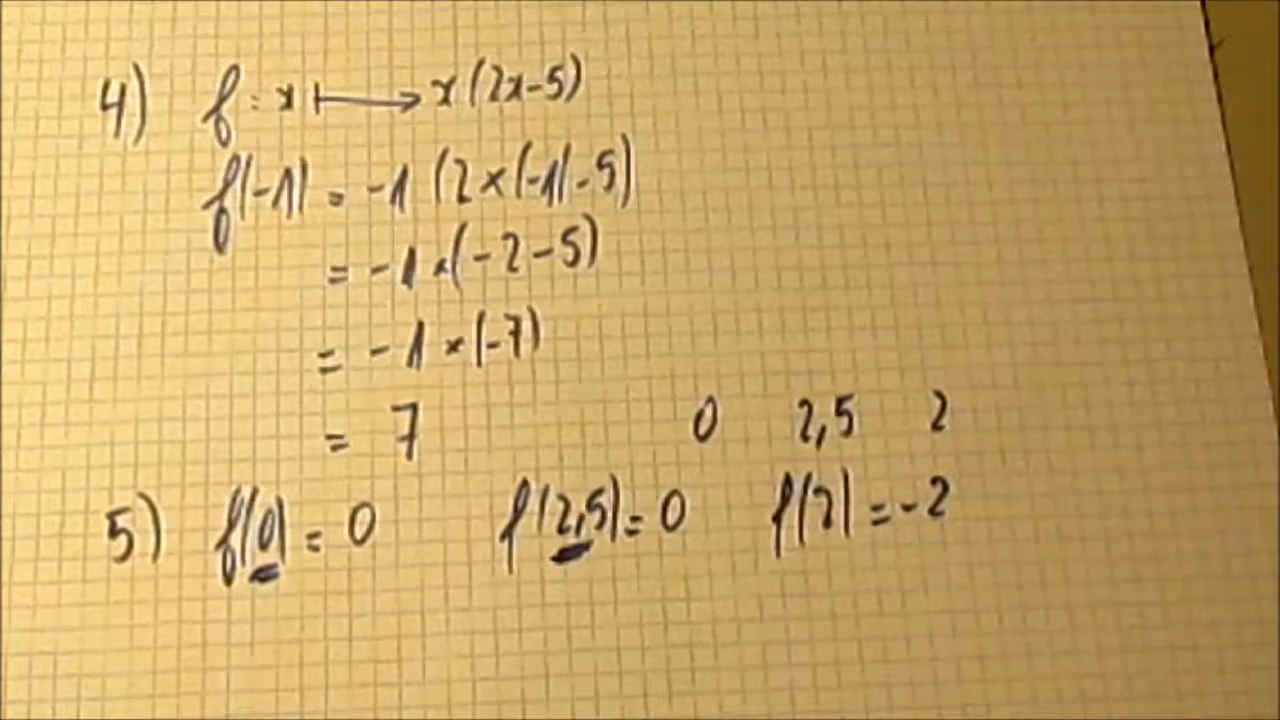 4) f : x ⟼ x(2x-5)
f(-1) = -1 (2×(-1)-5)
= -1 × (-2-5)
= -1 × (-7)
= 7
0 2,5 2
5) f(0) = 0 f(2,5) = 0 f(2) = -2